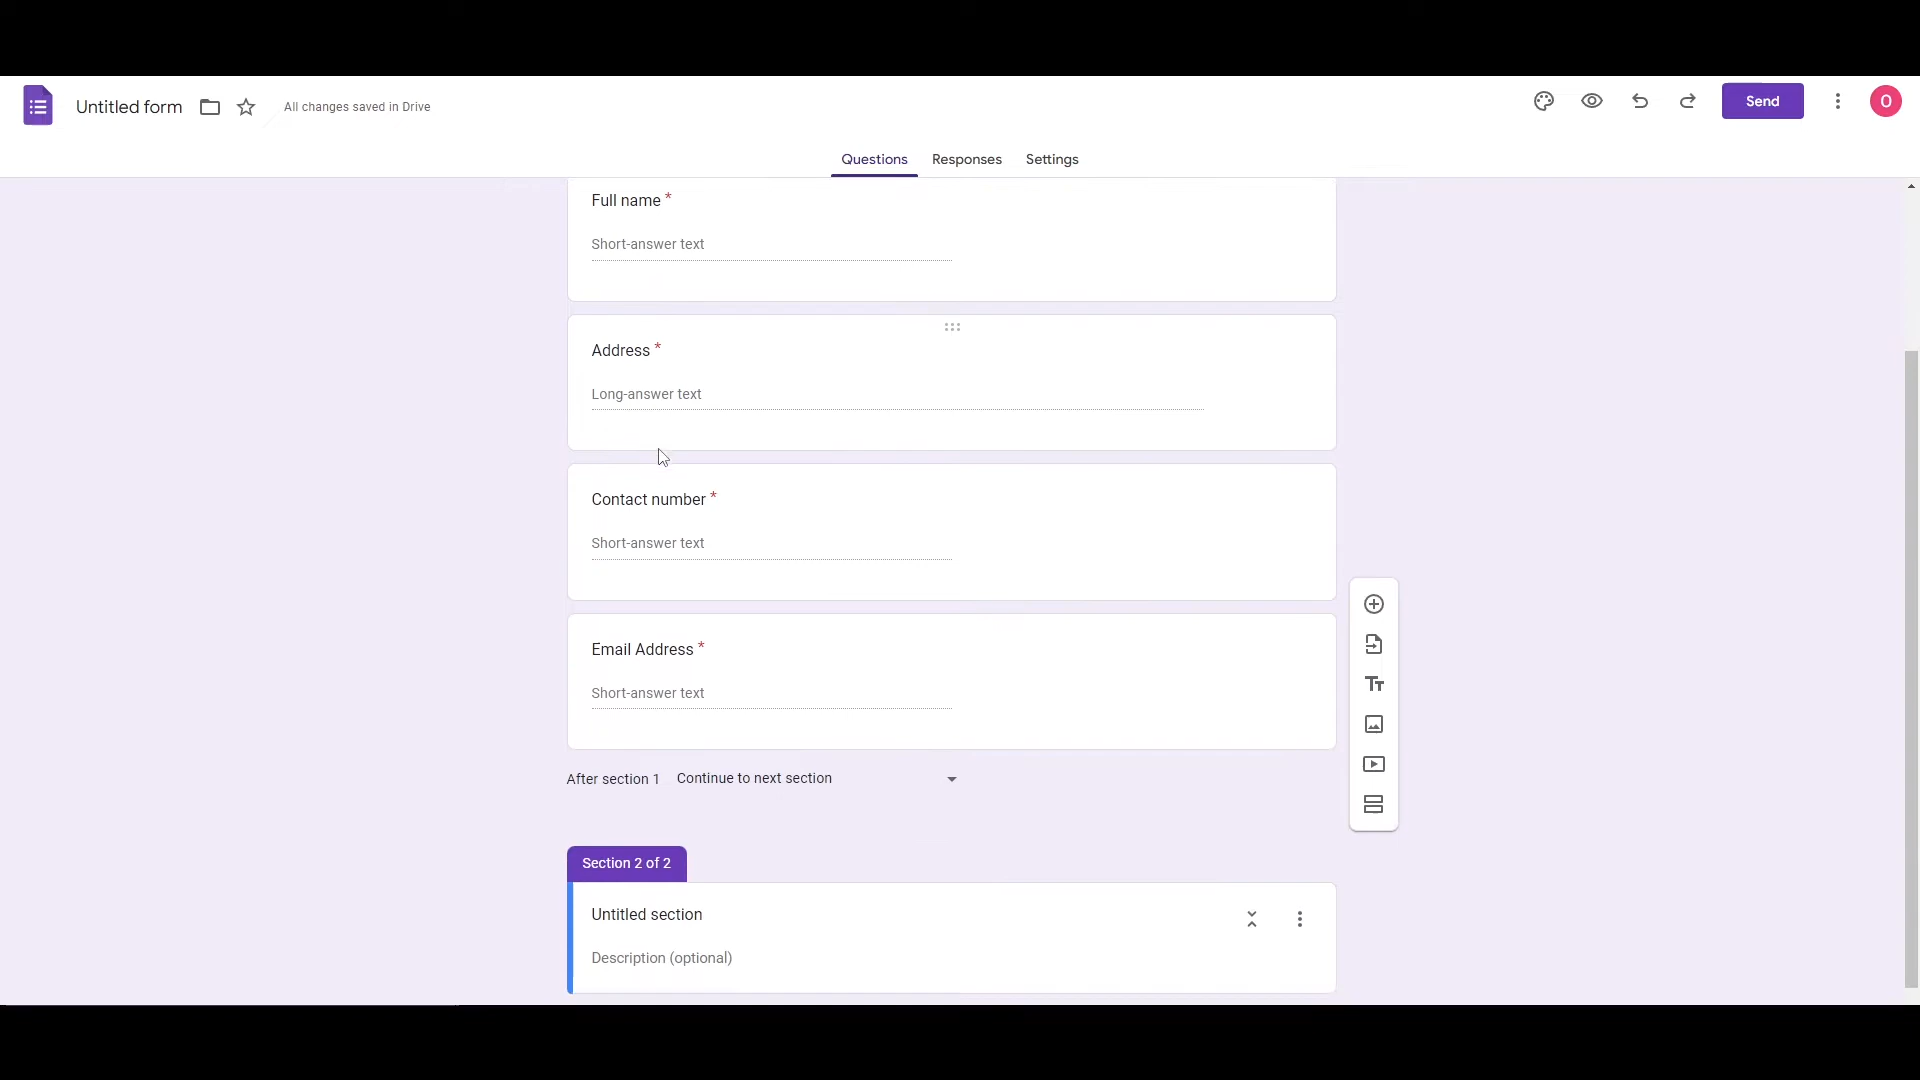 Untitled form
All changes saved in Drive
Send
O
Questions Responses Settings
Full name *
Short-answer text
Address *
Long-answer text
Contact number *
Short-answer text
Email Address *
Short-answer text
After section 1 Continue to next section
Section 2 of 2
Untitled section
Description (optional)